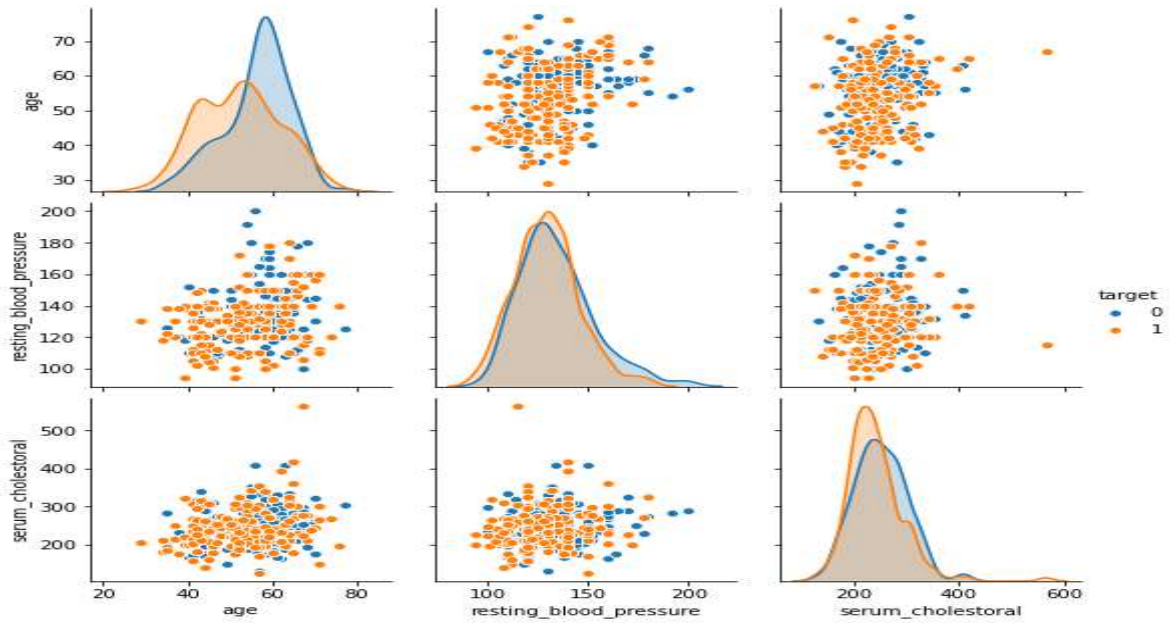 age
70
60
50
40
30
resting_blood_pressure
200
180
160
140
120
100
target
0
1
serum_cholestoral
500
400
300
200
20 40 60 80
age
100 150 200
resting_blood_pressure
200 400 600
serum_cholestoral